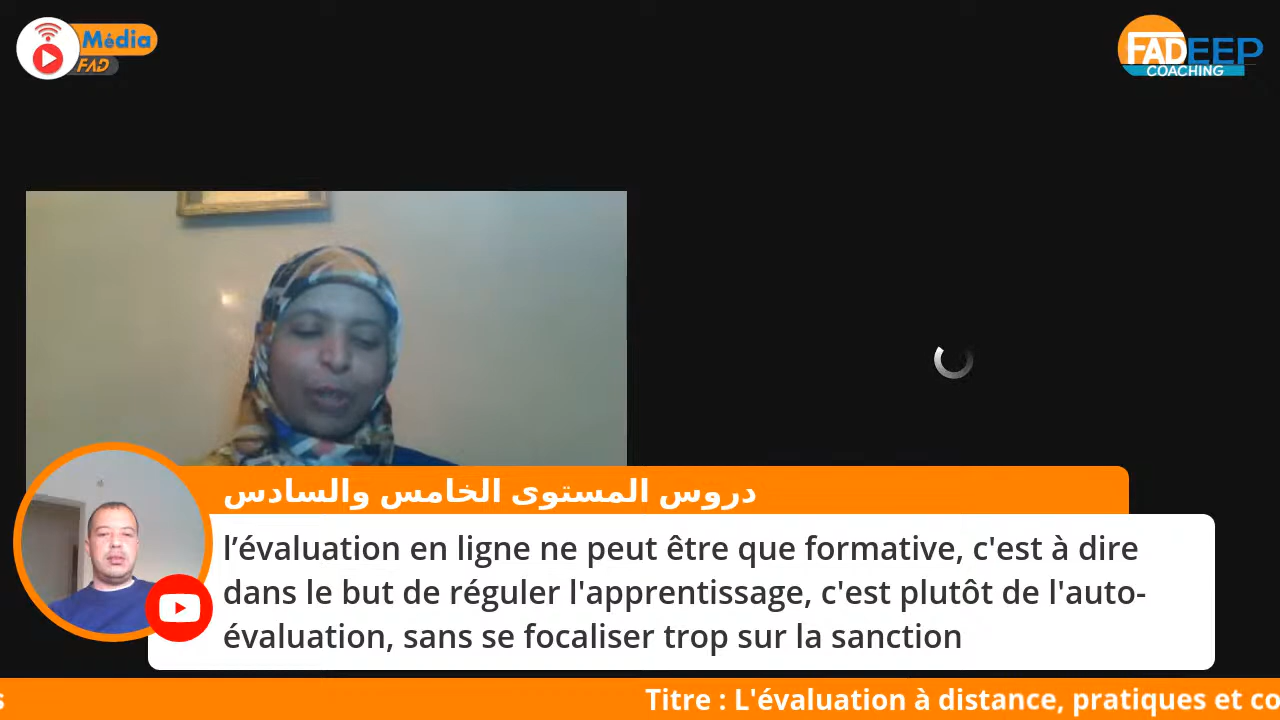 Média
FAD
FADEEP
COACHING
دروس المستوى الخامس والسادس
l’évaluation en ligne ne peut être que formative, c'est à dire
dans le but de réguler l'apprentissage, c'est plutôt de l'auto-
évaluation, sans se focaliser trop sur la sanction
s
Titre : L'évaluation à distance, pratiques et co